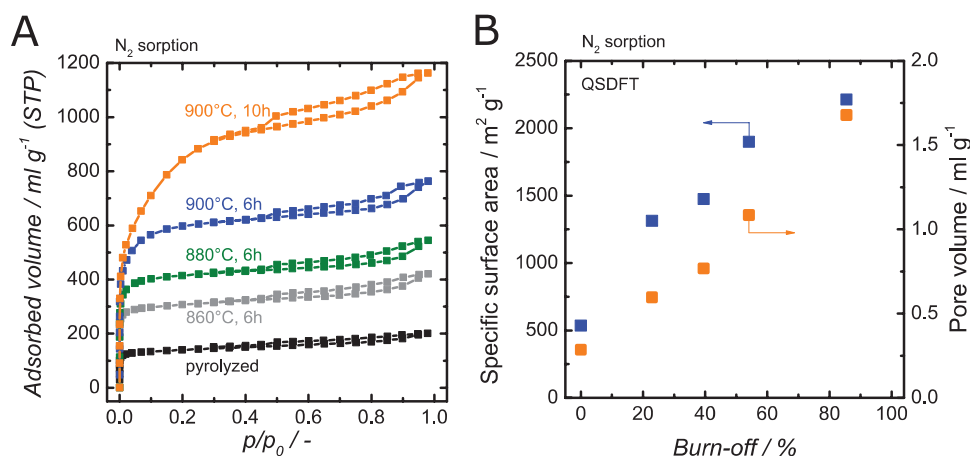 A
N₂ sorption
Adsorbed volume / ml g⁻¹ (STP)
1200
1000
800
600
400
200
0
900°C, 10h
900°C, 6h
880°C, 6h
860°C, 6h
pyrolyzed
0.0 0.2 0.4 0.6 0.8 1.0
p/p₀ / -
B
N₂ sorption
QSDFT
Specific surface area / m² g⁻¹
2500
2000
1500
1000
500
0
2.0
1.5
1.0
0.5
0.0
Pore volume / ml g⁻¹
0 20 40 60 80 100
Burn-off / %